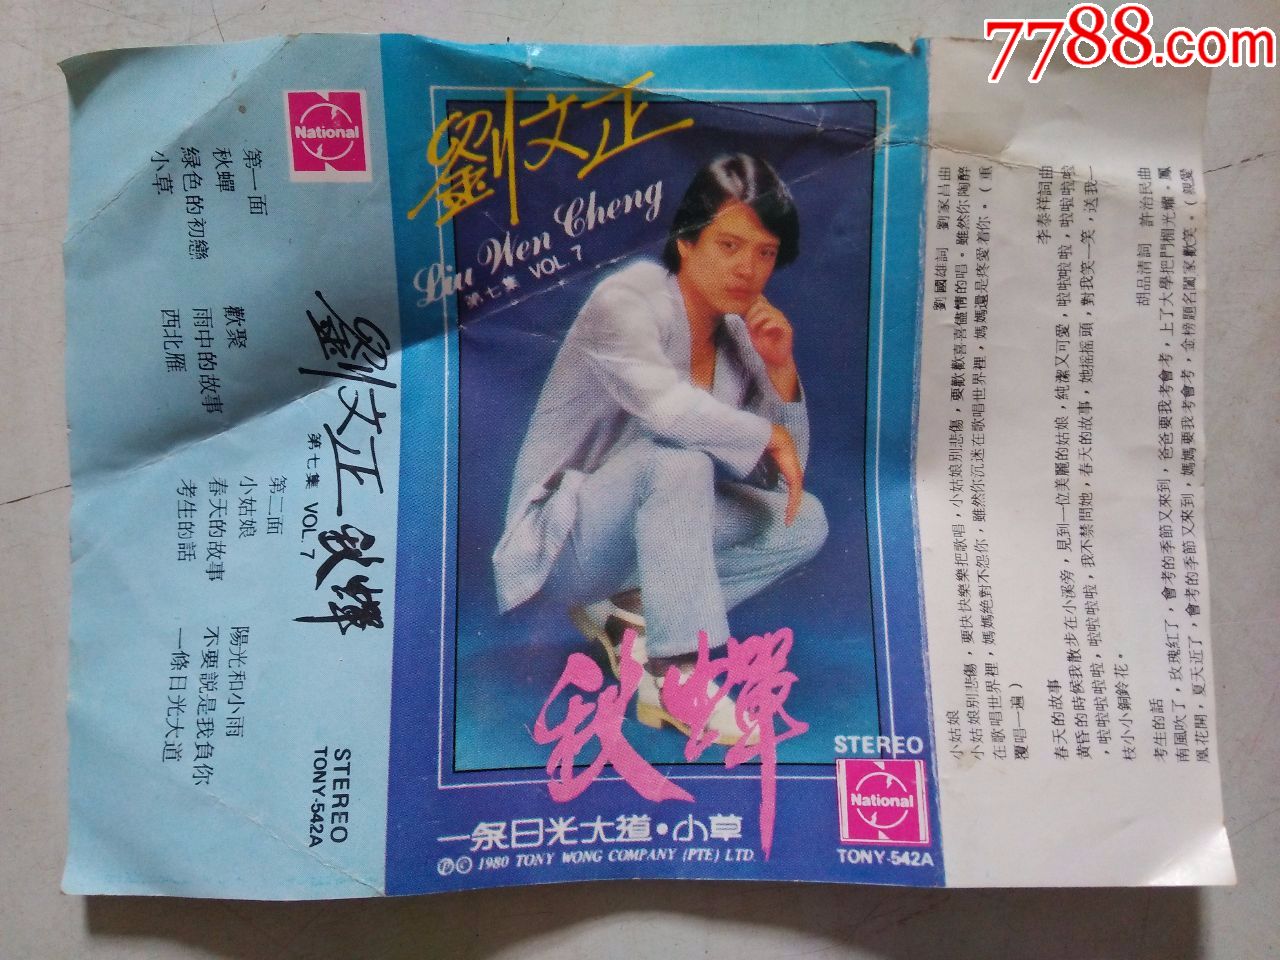 7788.com
National
第一面
秋蟬
綠色的初戀
小草
歡聚
雨中的故事
西北雁
第二面
小姑娘
春天的故事
考生的話
陽光和小雨
不要說是我負你
一條日光大道
劉文正
第七集 VOL. 7
秋蟬
STEREO
TONY-542A
劉文正
Liu Wen Cheng
第七集 VOL. 7
秋蟬
一條日光大道•小草
ⓟⓒ 1980 TONY WONG COMPANY (PTE) LTD
STEREO
National
TONY-542A
小姑娘
劉國雄詞 劉家昌曲
小姑娘別悲傷，要快快樂樂把歌唱，小姑娘別悲傷，要歡歡喜喜儘情的唱。雖然你陶醉
在歌唱世界裡，媽媽絕對不怨你，雖然你沉迷在歌唱世界裡，媽媽還是疼愛着你。（重
覆唱一遍）
春天的故事
李泰祥詞曲
黃昏的時候我散步在小溪旁，見到一位美麗的姑娘，純潔又可愛，啦啦啦啦，啦啦啦啦
，啦啦啦啦啦，啦啦啦啦，我不禁問她，春天的故事，她搖搖頭，對我笑一笑，送我一
枝小小銅鈴花。
考生的話
胡品清詞 許治民曲
南風吹了，玫瑰紅了，會考的季節又來到，爸爸要我考會考，上了大學把門楣光耀。鳳
凰花開，夏天近了，會考的季節又來到，媽媽要我考會考，金榜題名闔家歡笑。（親愛